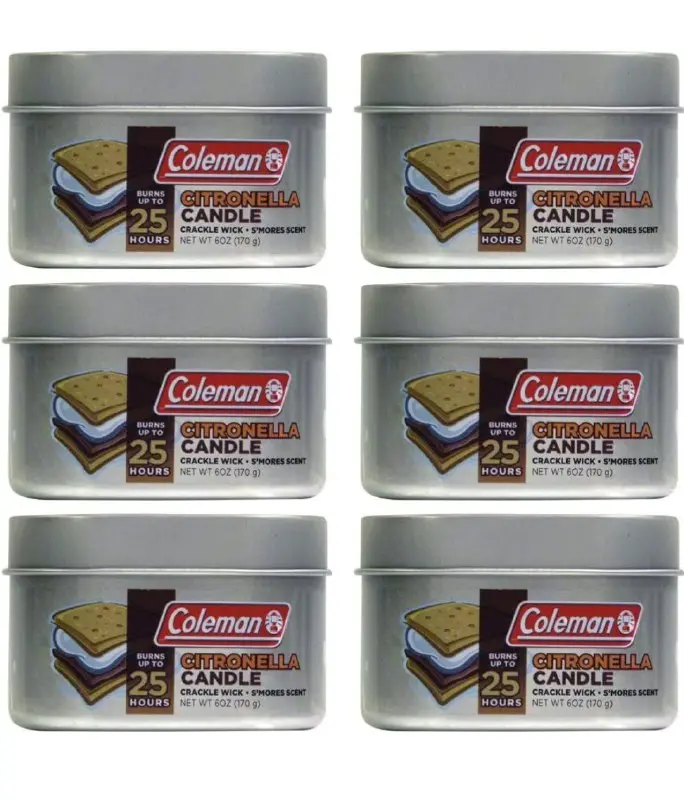 Coleman
BURNS
UP TO
25
HOURS
CITRONELLA
CANDLE
CRACKLE WICK • S'MORES SCENT
NET WT 6OZ (170 g)
Coleman
BURNS
UP TO
25
HOURS
CITRONELLA
CANDLE
CRACKLE WICK • S'MORES SCENT
NET WT 6OZ (170 g)
Coleman
BURNS
UP TO
25
HOURS
CITRONELLA
CANDLE
CRACKLE WICK • S'MORES SCENT
NET WT 6OZ (170 g)
Coleman
BURNS
UP TO
25
HOURS
CITRONELLA
CANDLE
CRACKLE WICK • S'MORES SCENT
NET WT 6OZ (170 g)
Coleman
BURNS
UP TO
25
HOURS
CITRONELLA
CANDLE
CRACKLE WICK • S'MORES SCENT
NET WT 6OZ (170 g)
Coleman
BURNS
UP TO
25
HOURS
CITRONELLA
CANDLE
CRACKLE WICK • S'MORES SCENT
NET WT 6OZ (170 g)